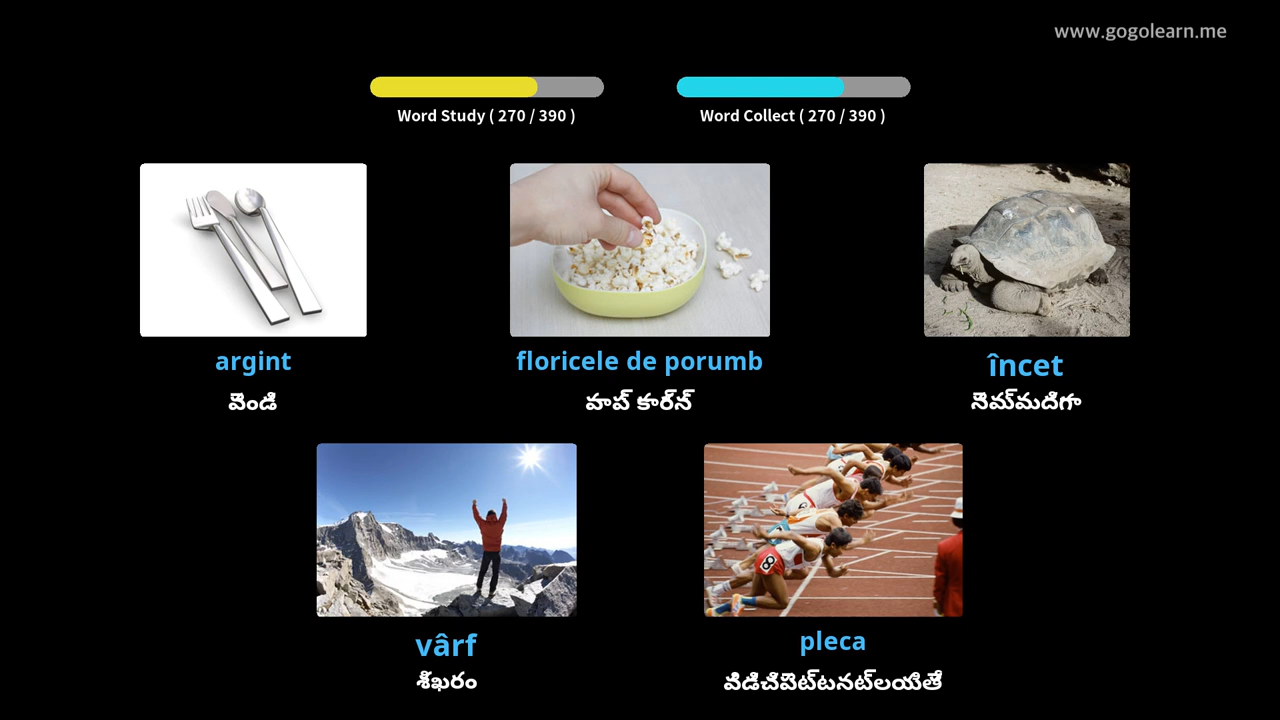 www.gogolearn.me
Word Study ( 270 / 390 )
Word Collect ( 270 / 390 )
argint
floricele de porumb
încet
వెండి
పాప్ కార్న్
నెమ్మదిగా
vârf
pleca
శిఖరం
విడిచిపెట్టనట్లయితే